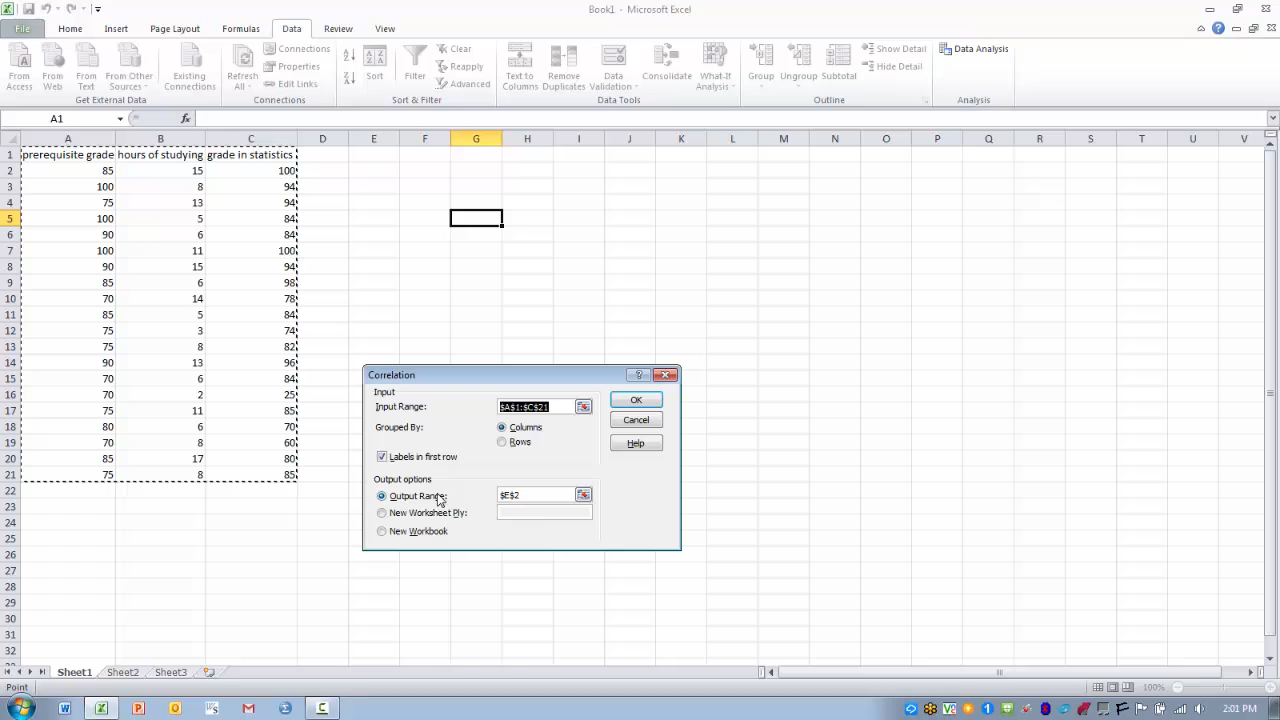 Book1 - Microsoft Excel
File Home Insert Page Layout Formulas Data Review View
From Access
From Web
From Text
From Other Sources
Existing Connections
Get External Data
Refresh All
Connections
Properties
Edit Links
Connections
Sort
Filter
Clear
Reapply
Advanced
Sort & Filter
Text to Columns
Remove Duplicates
Data Validation
Consolidate
What-If Analysis
Data Tools
Group
Ungroup
Subtotal
Show Detail
Hide Detail
Outline
Data Analysis
Analysis
A1 fx
A B C D E F G H I J K L M N O P Q R S T U V
1 prerequisite grade hours of studying grade in statistics
2 85 15 100
3 100 8 94
4 75 13 94
5 100 5 84
6 90 6 84
7 100 11 100
8 90 15 94
9 85 6 98
10 70 14 78
11 85 5 84
12 75 3 74
13 75 8 82
14 90 13 96
15 70 6 84
16 70 2 25
17 75 11 85
18 80 6 70
19 70 8 60
20 85 17 80
21 75 8 85
22
23
24
25
26
27
28
29
30
31
32
Correlation
Input
Input Range: $A$1:$C$21
Grouped By: Columns
Rows
Labels in first row
Output options
Output Range: $E$2
New Worksheet Ply:
New Workbook
OK
Cancel
Help
Sheet1 Sheet2 Sheet3
Point 100%
2:01 PM